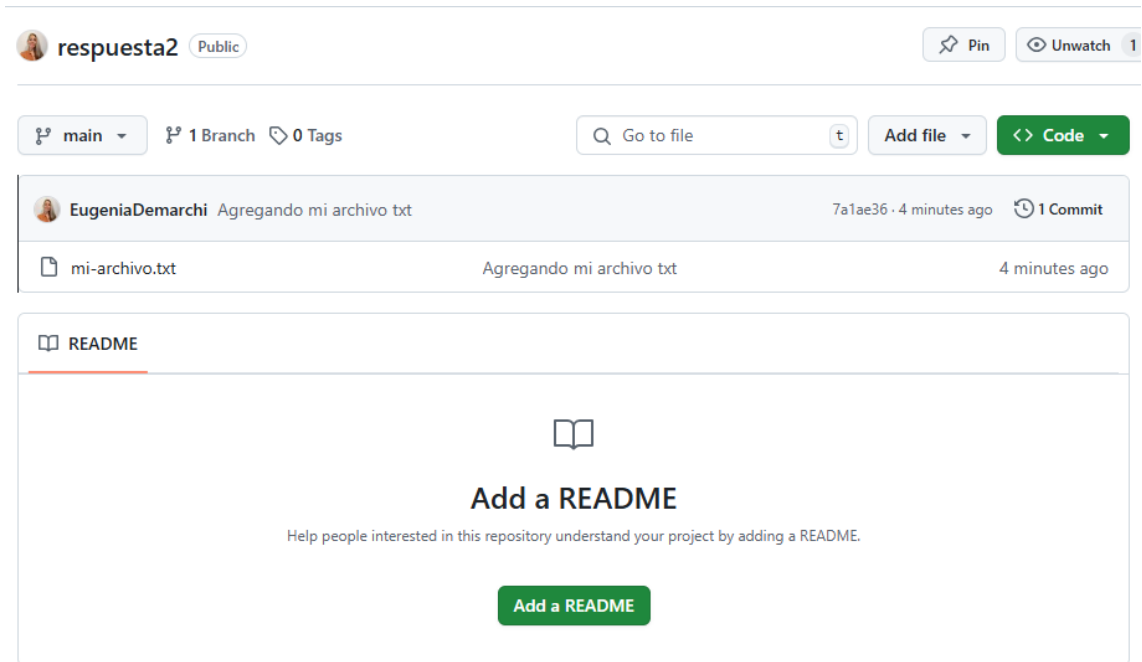 respuesta2 Public Pin Unwatch 1
main 1 Branch 0 Tags Go to file t Add file Code
EugeniaDemarchi Agregando mi archivo txt 7a1ae36 · 4 minutes ago 1 Commit
mi-archivo.txt Agregando mi archivo txt 4 minutes ago
README
Add a README
Help people interested in this repository understand your project by adding a README.
Add a README